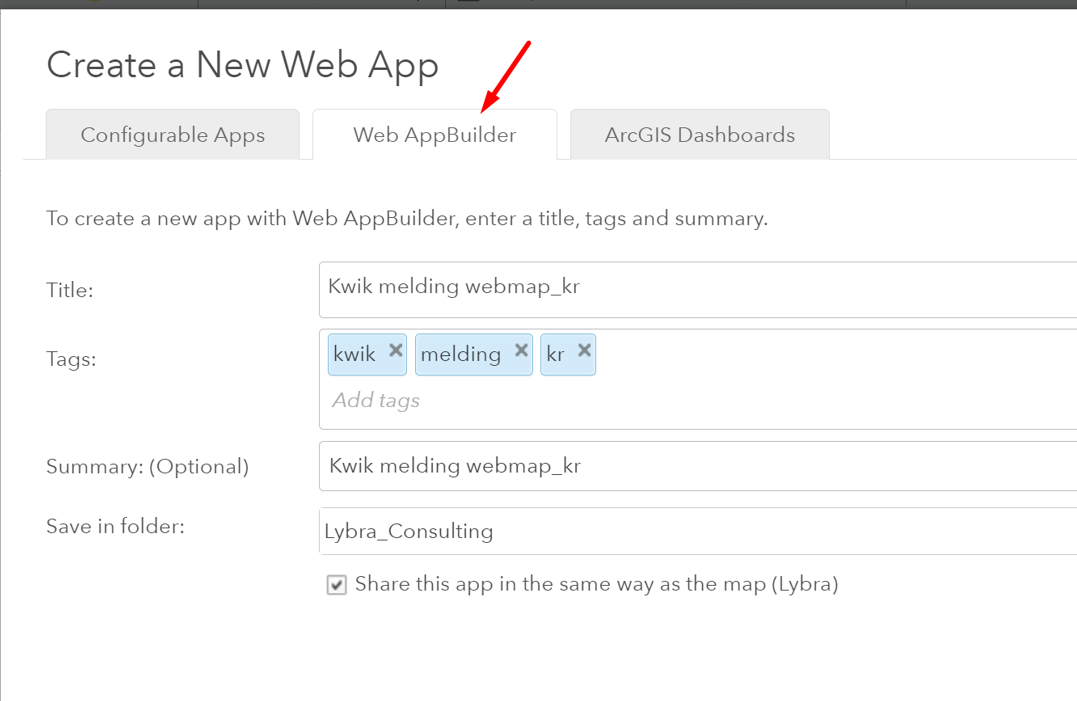 Create a New Web App
Configurable Apps
Web AppBuilder
ArcGIS Dashboards
To create a new app with Web AppBuilder, enter a title, tags and summary.
Title:
Kwik melding webmap_kr
Tags:
kwik
melding
kr
Add tags
Summary: (Optional)
Kwik melding webmap_kr
Save in folder:
Lybra_Consulting
Share this app in the same way as the map (Lybra)